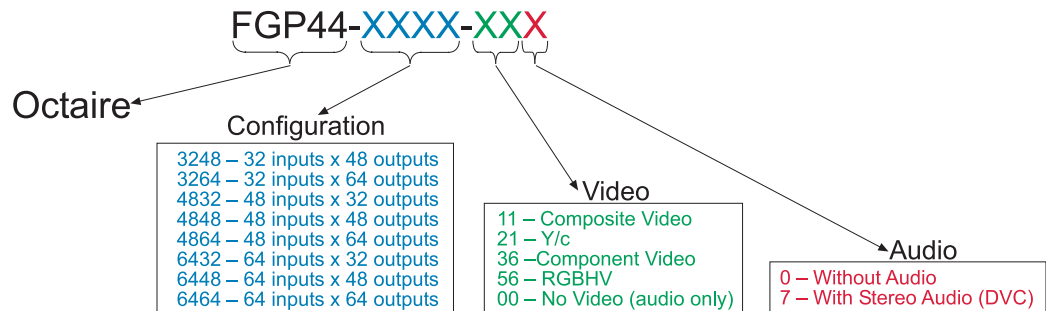 FGP44-XXXX-XXX
Octaire
Configuration
3248 – 32 inputs x 48 outputs
3264 – 32 inputs x 64 outputs
4832 – 48 inputs x 32 outputs
4848 – 48 inputs x 48 outputs
4864 – 48 inputs x 64 outputs
6432 – 64 inputs x 32 outputs
6448 – 64 inputs x 48 outputs
6464 – 64 inputs x 64 outputs
Video
11 – Composite Video
21 – Y/c
36 –Component Video
56 – RGBHV
00 – No Video (audio only)
Audio
0 – Without Audio
7 – With Stereo Audio (DVC)